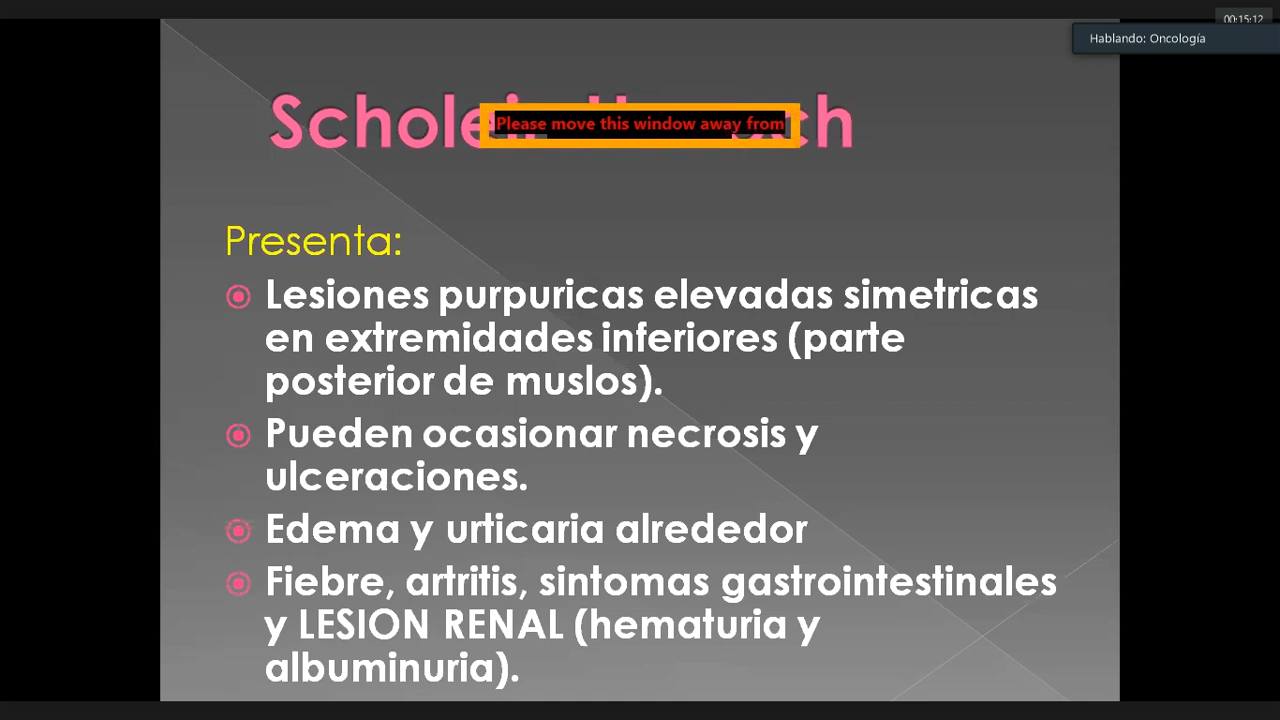 00:15:12
Hablando: Oncología
Please move this window away from
Presenta:
Lesiones purpuricas elevadas simetricas
en extremidades inferiores (parte
posterior de muslos).
Pueden ocasionar necrosis y
ulceraciones.
Edema y urticaria alrededor
Fiebre, artritis, sintomas gastrointestinales
y LESION RENAL (hematuria y
albuminuria).